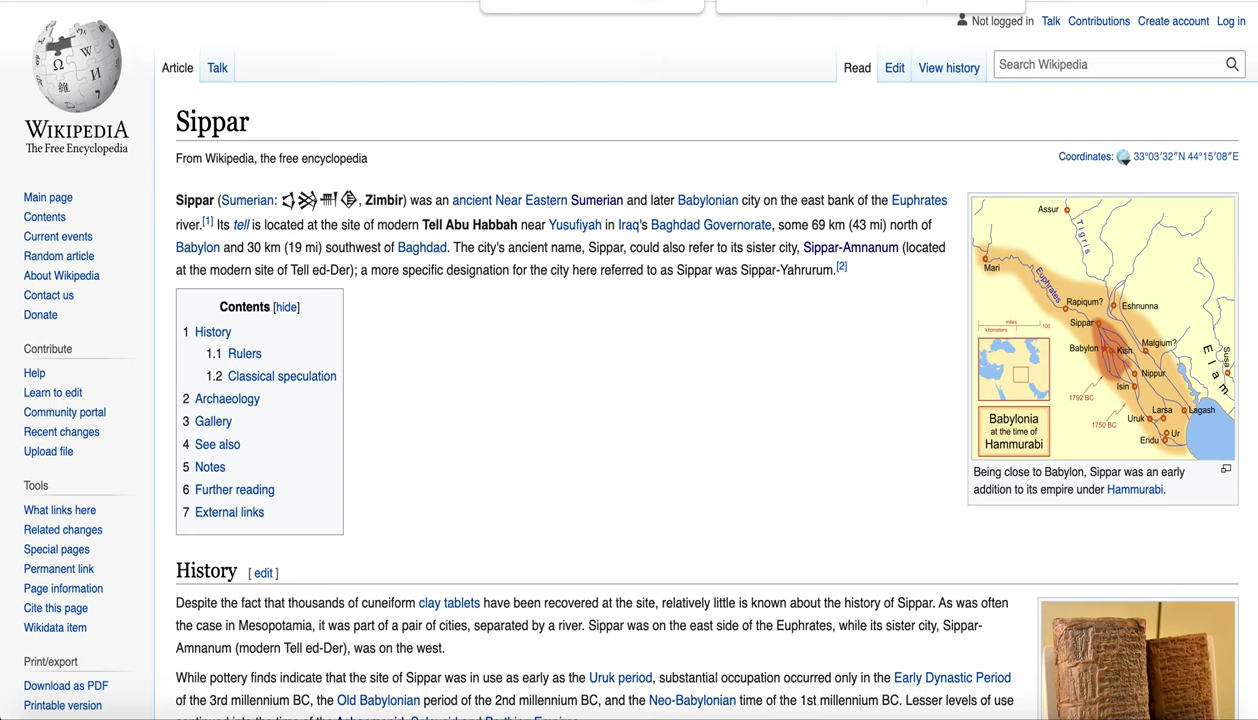 Not logged in Talk Contributions Create account Log in
Article Talk
Read Edit View history
Search Wikipedia
WIKIPEDIA
The Free Encyclopedia
Main page
Contents
Current events
Random article
About Wikipedia
Contact us
Donate
Contribute
Help
Learn to edit
Community portal
Recent changes
Upload file
Tools
What links here
Related changes
Special pages
Permanent link
Page information
Cite this page
Wikidata item
Print/export
Download as PDF
Printable version
Sippar
From Wikipedia, the free encyclopedia
Coordinates: 33°03′32″N 44°15′08″E
Sippar (Sumerian: , Zimbir) was an ancient Near Eastern Sumerian and later Babylonian city on the east bank of the Euphrates
river.[1] Its tell is located at the site of modern Tell Abu Habbah near Yusufiyah in Iraq's Baghdad Governorate, some 69 km (43 mi) north of
Babylon and 30 km (19 mi) southwest of Baghdad. The city's ancient name, Sippar, could also refer to its sister city, Sippar-Amnanum (located
at the modern site of Tell ed-Der); a more specific designation for the city here referred to as Sippar was Sippar-Yahrurum.[2]
Contents [hide]
1 History
1.1 Rulers
1.2 Classical speculation
2 Archaeology
3 Gallery
4 See also
5 Notes
6 Further reading
7 External links
Assur
Tigris
Mari
Euphrates
Rapiqum?
Eshnunna
Sippar
miles
kilometers
100
Babylon
Kish
Malgium?
Elam
Susa
Nippur
Isin
1792 BC
1750 BC
Larsa
Lagash
Uruk
Ur
Eridu
Babylonia
at the time of
Hammurabi
Being close to Babylon, Sippar was an early
addition to its empire under Hammurabi.
History [ edit ]
Despite the fact that thousands of cuneiform clay tablets have been recovered at the site, relatively little is known about the history of Sippar. As was often
the case in Mesopotamia, it was part of a pair of cities, separated by a river. Sippar was on the east side of the Euphrates, while its sister city, Sippar-
Amnanum (modern Tell ed-Der), was on the west.
While pottery finds indicate that the site of Sippar was in use as early as the Uruk period, substantial occupation occurred only in the Early Dynastic Period
of the 3rd millennium BC, the Old Babylonian period of the 2nd millennium BC, and the Neo-Babylonian time of the 1st millennium BC. Lesser levels of use
continued into the time of the Achaemenid, Seleucid and Parthian Empires.